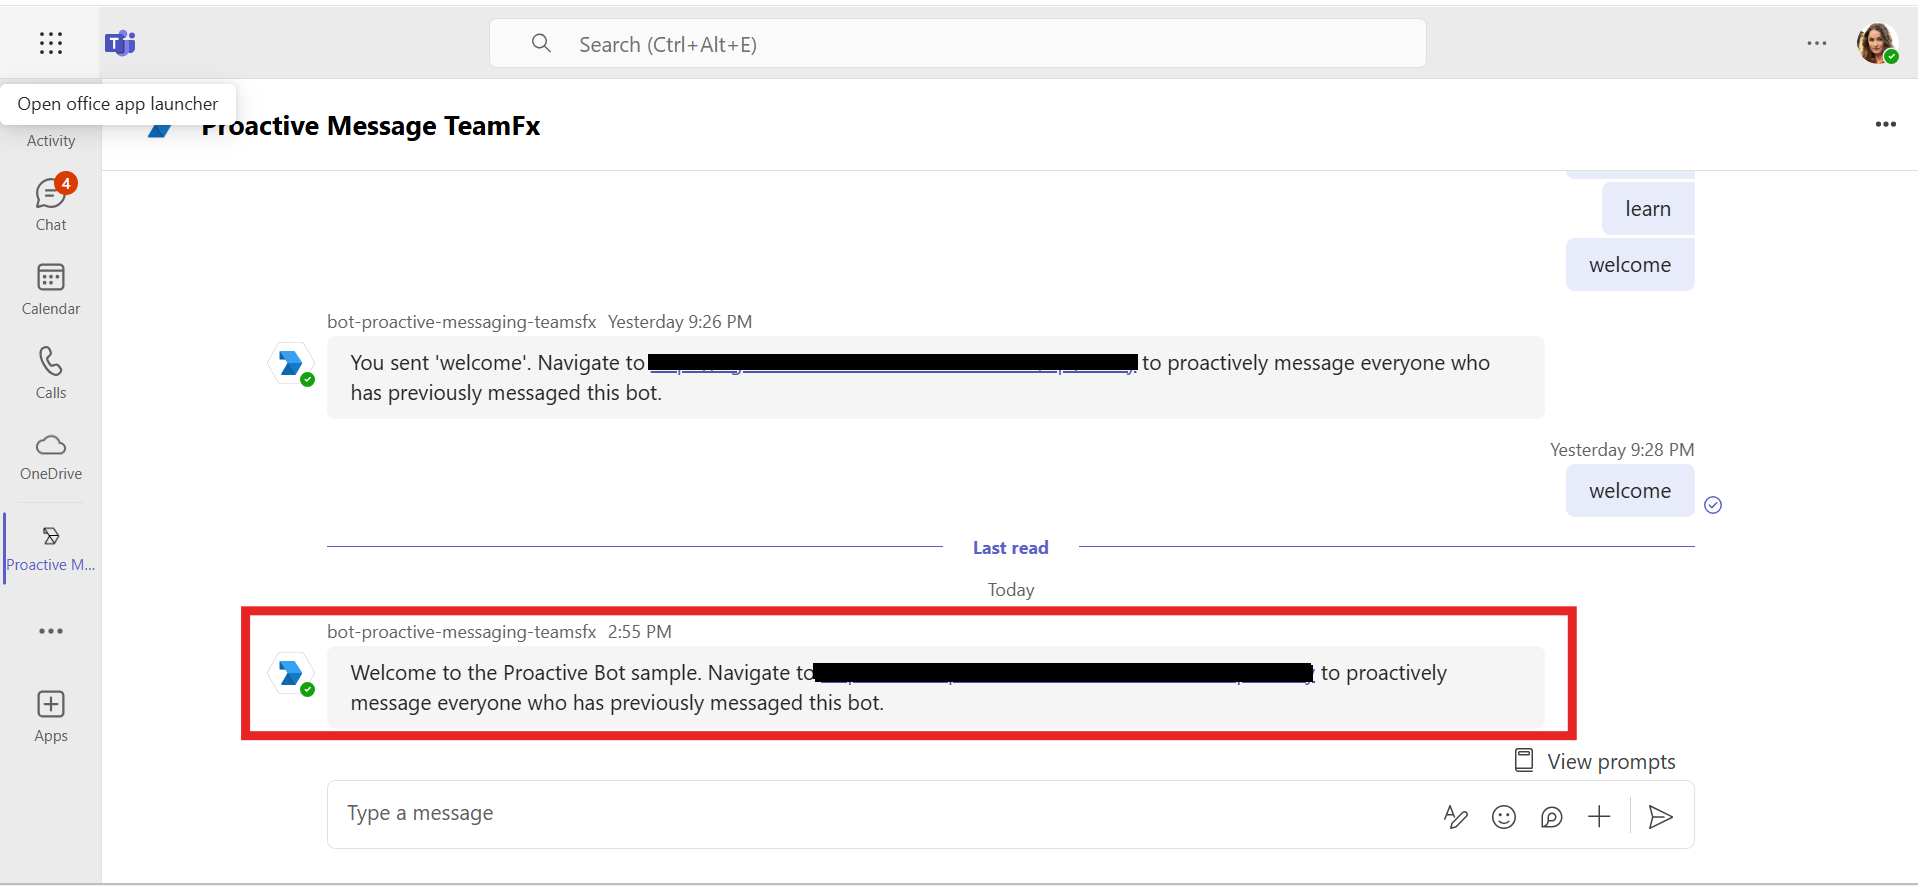 Search (Ctrl+Alt+E)
Open office app launcher
Proactive Message TeamFx
Activity
4
Chat
Calendar
Calls
OneDrive
Proactive M...
Apps
learn
welcome
bot-proactive-messaging-teamsfx Yesterday 9:26 PM
You sent 'welcome'. Navigate to to proactively message everyone who
has previously messaged this bot.
Yesterday 9:28 PM
welcome
Last read
Today
bot-proactive-messaging-teamsfx 2:55 PM
Welcome to the Proactive Bot sample. Navigate to to proactively
message everyone who has previously messaged this bot.
View prompts
Type a message